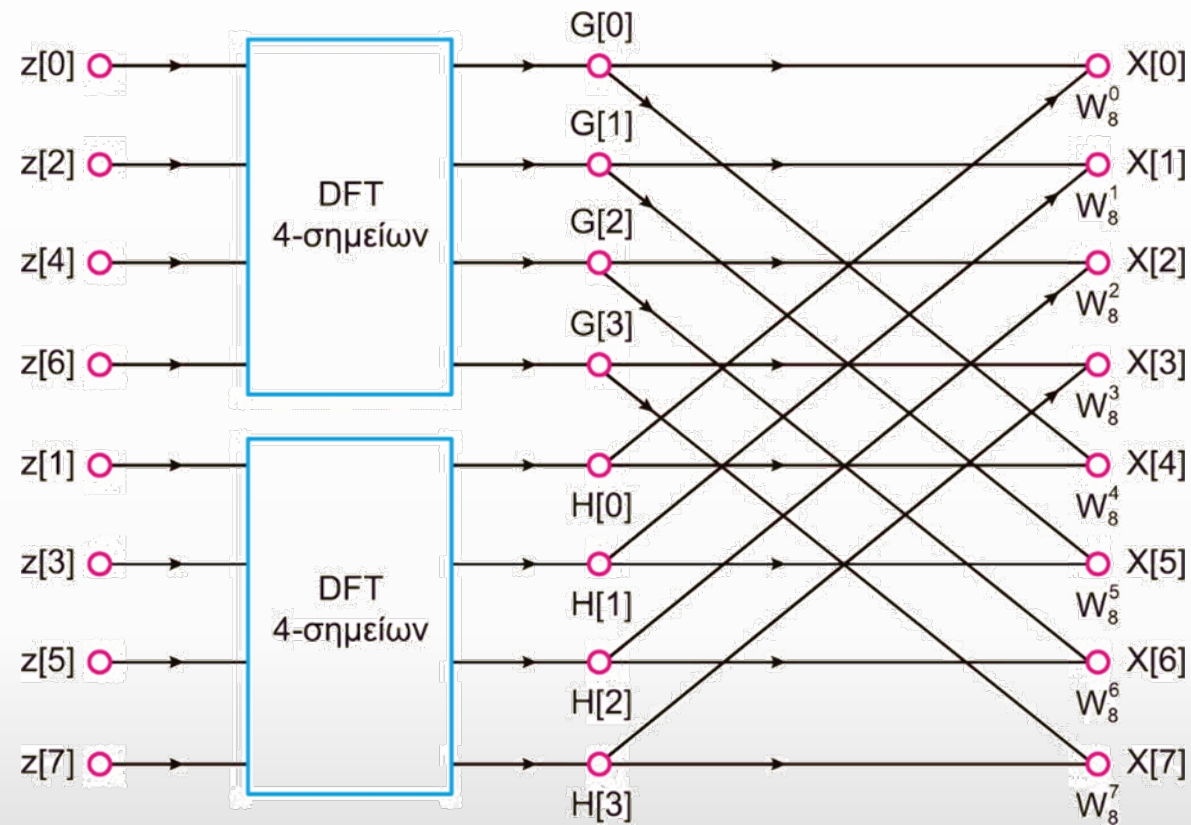 z[0]
z[2]
z[4]
z[6]
z[1]
z[3]
z[5]
z[7]
DFT
4-σημείων
DFT
4-σημείων
G[0]
G[1]
G[2]
G[3]
H[0]
H[1]
H[2]
H[3]
X[0]
W₈⁰
X[1]
W₈¹
X[2]
W₈²
X[3]
W₈³
X[4]
W₈⁴
X[5]
W₈⁵
X[6]
W₈⁶
X[7]
W₈⁷